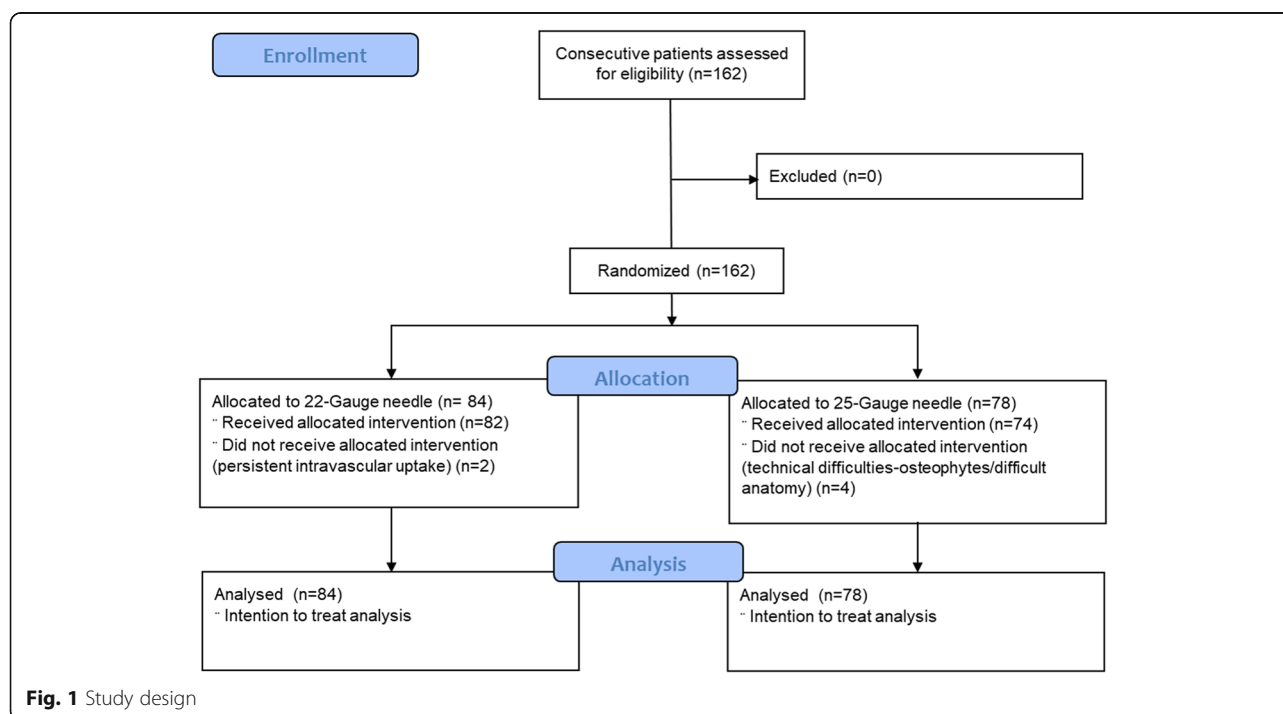 Enrollment
Consecutive patients assessed
for eligibility (n=162)
Excluded (n=0)
Randomized (n=162)
Allocation
Allocated to 22-Gauge needle (n= 84)
¨ Received allocated intervention (n=82)
¨ Did not receive allocated intervention
(persistent intravascular uptake) (n=2)
Allocated to 25-Gauge needle (n=78)
¨ Received allocated intervention (n=74)
¨ Did not receive allocated intervention
(technical difficulties-osteophytes/difficult
anatomy) (n=4)
Analysis
Analysed (n=84)
¨ Intention to treat analysis
Analysed (n=78)
¨ Intention to treat analysis
Fig. 1 Study design